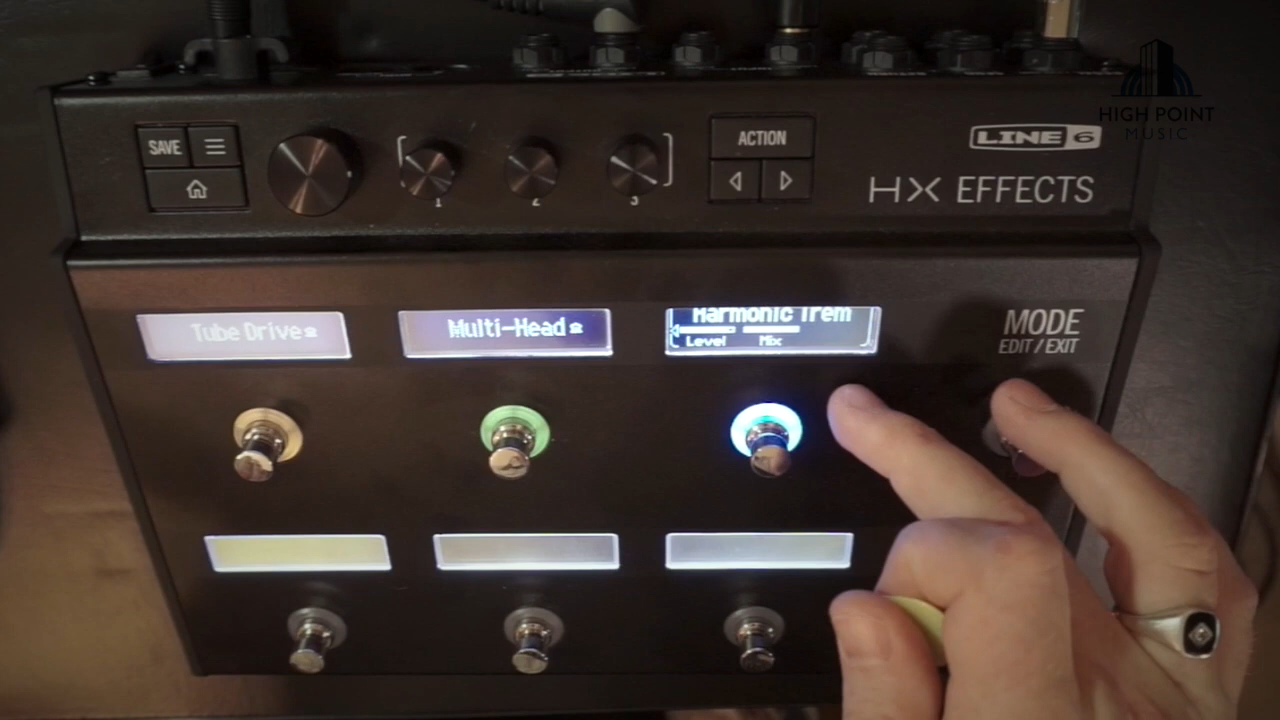 HIGH POINT
MUSIC
SAVE
ACTION
LINE 6
HX EFFECTS
1
2
3
Tube Drive
Multi-Head
Harmonic Trem
Level Mix
MODE
EDIT / EXIT